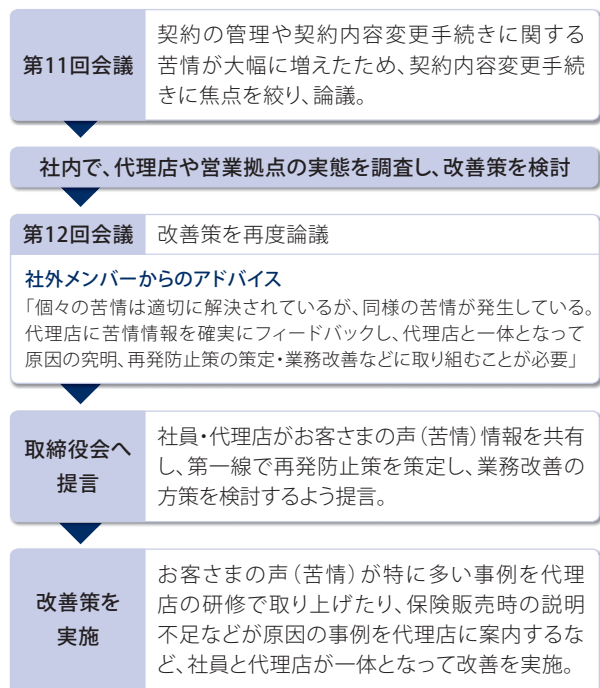 第11回会議
契約の管理や契約内容変更手続きに関する
苦情が大幅に増えたため、契約内容変更手続
きに焦点を絞り、論議。
社内で、代理店や営業拠点の実態を調査し、改善策を検討
第12回会議
改善策を再度論議
社外メンバーからのアドバイス
「個々の苦情は適切に解決されているが、同様の苦情が発生している。
代理店に苦情情報を確実にフィードバックし、代理店と一体となって
原因の究明、再発防止策の策定・業務改善などに取り組むことが必要」
取締役会へ
提言
社員・代理店がお客さまの声（苦情）情報を共有
し、第一線で再発防止策を策定し、業務改善の
方策を検討するよう提言。
改善策を
実施
お客さまの声（苦情）が特に多い事例を代理
店の研修で取り上げたり、保険販売時の説明
不足などが原因の事例を代理店に案内するな
ど、社員と代理店が一体となって改善を実施。